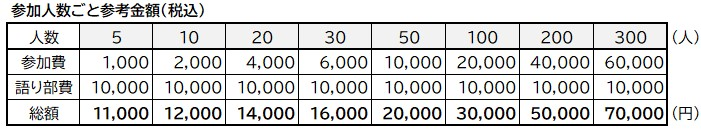 参加人数ごと参考金額（税込）
人数 5 10 20 30 50 100 200 300 （人）
参加費 1,000 2,000 4,000 6,000 10,000 20,000 40,000 60,000
語り部費 10,000 10,000 10,000 10,000 10,000 10,000 10,000 10,000
総額 11,000 12,000 14,000 16,000 20,000 30,000 50,000 70,000 （円）